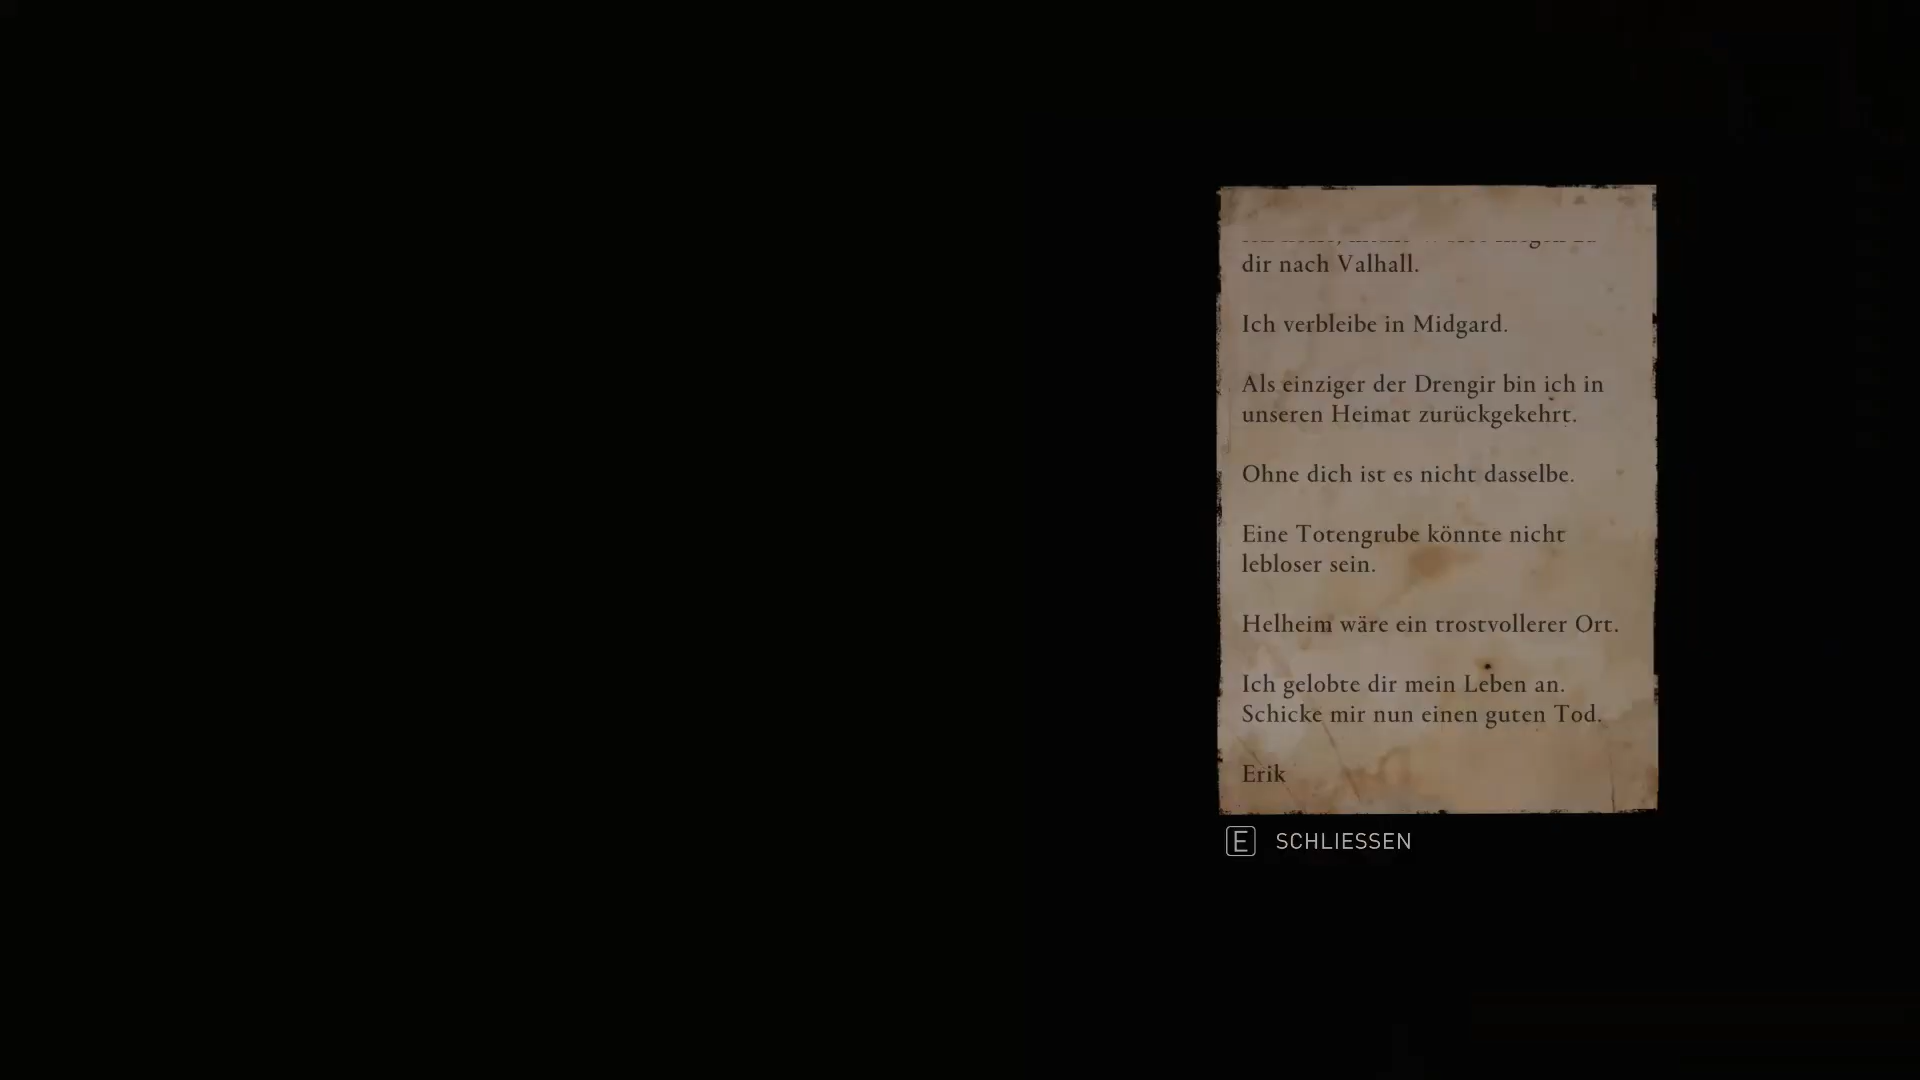 dir nach Valhall.
Ich verbleibe in Midgard.
Als einziger der Drengir bin ich in
unseren Heimat zurückgekehrt.
Ohne dich ist es nicht dasselbe.
Eine Totengrube könnte nicht
lebloser sein.
Helheim wäre ein trostvollerer Ort.
Ich gelobte dir mein Leben an.
Schicke mir nun einen guten Tod.
Erik
E SCHLIESSEN